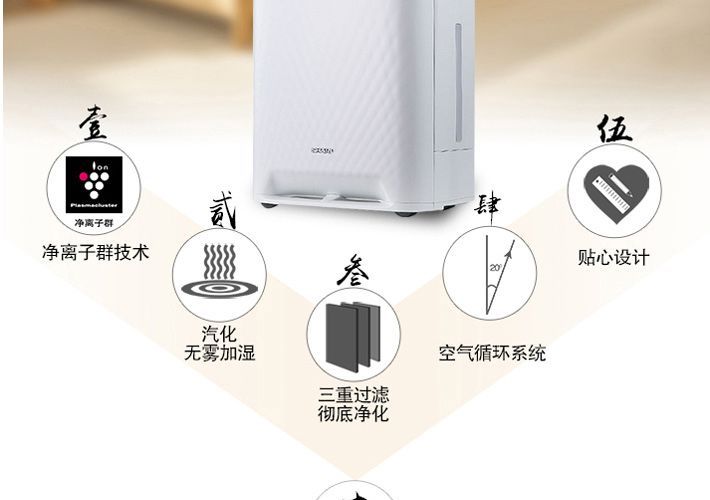 壹
Ion
Plasmacluster
净离子群
净离子群技术
贰
汽化
无雾加湿
叁
三重过滤
彻底净化
肆
20°
空气循环系统
伍
贴心设计